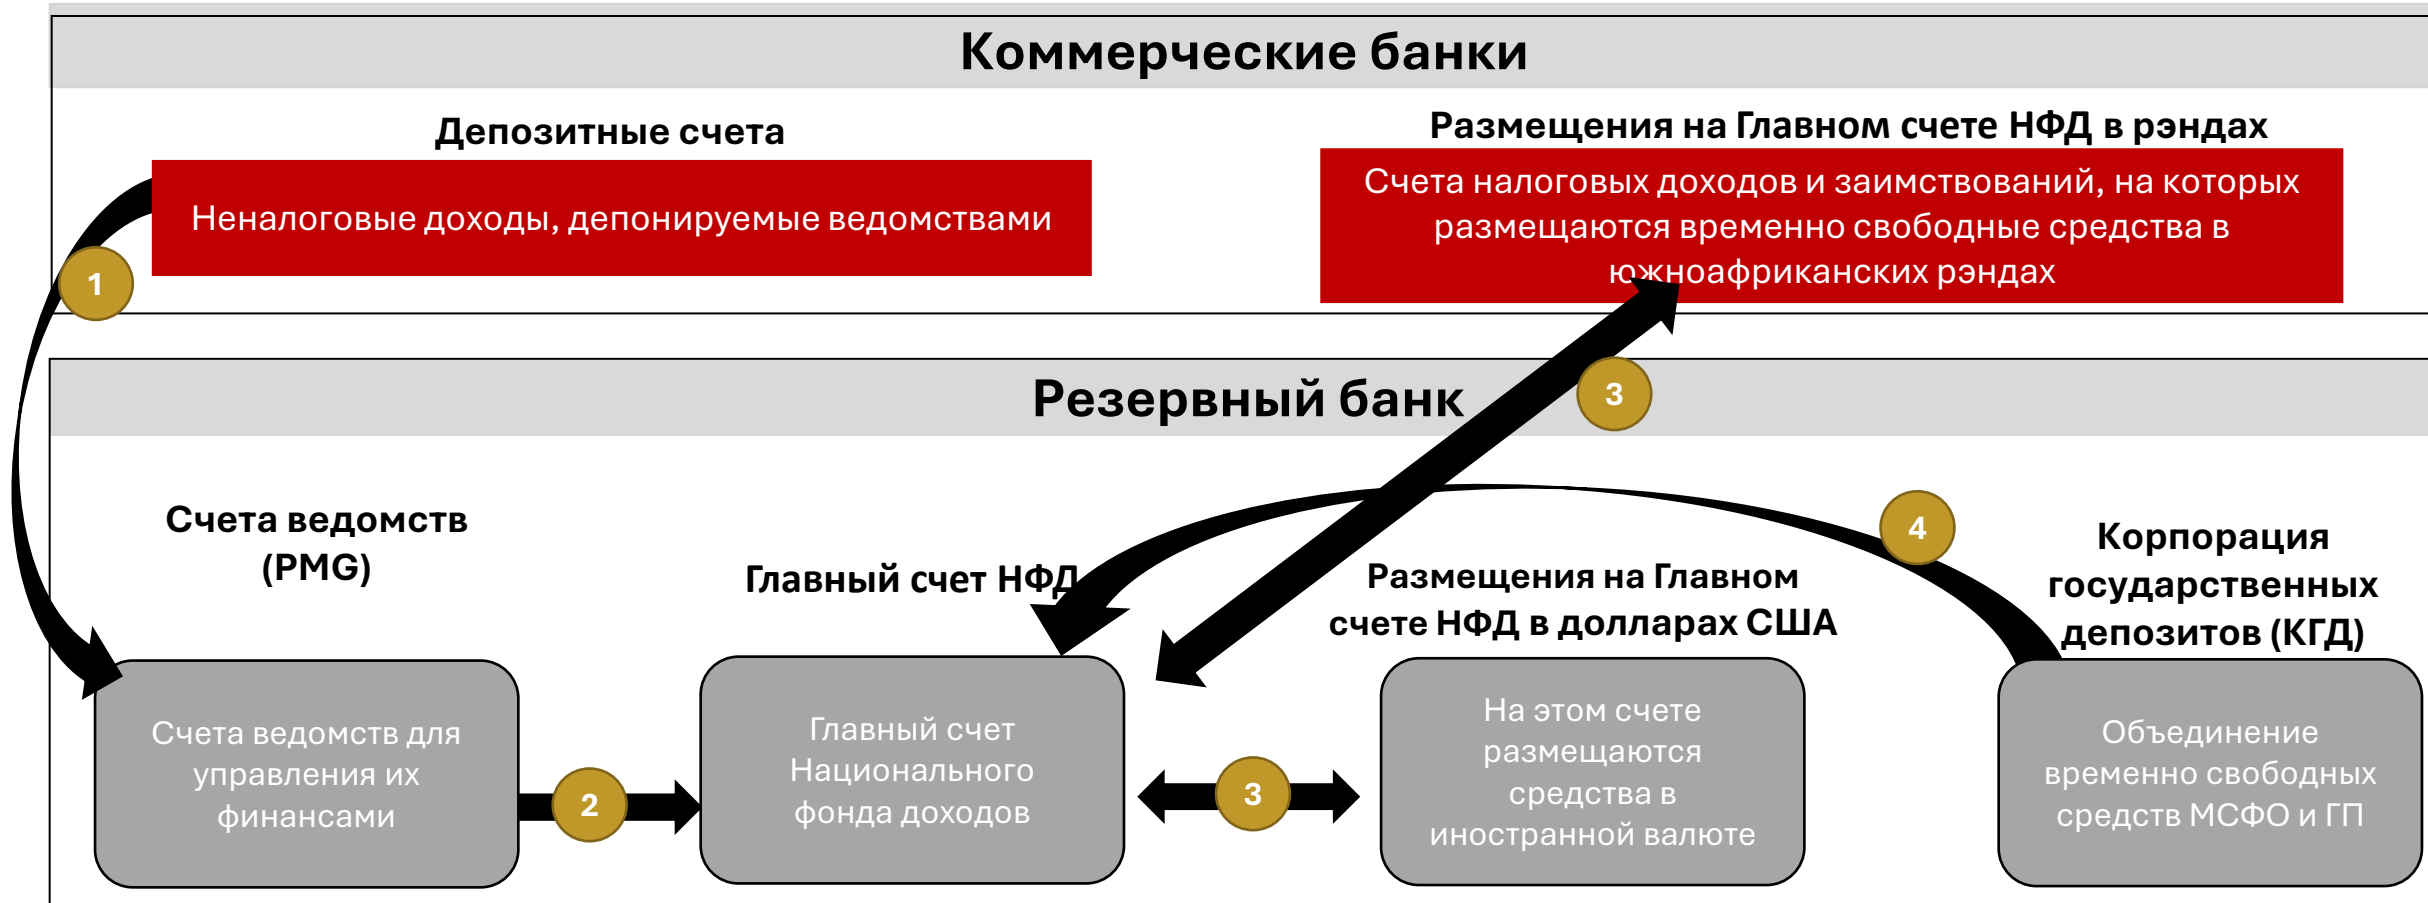 Коммерческие банки
Депозитные счета
Неналоговые доходы, депонируемые ведомствами
Размещения на Главном счете НФД в рэндах
Счета налоговых доходов и заимствований, на которых
размещаются временно свободные средства в
южноафриканских рэндах
1
Резервный банк
3
4
Счета ведомств
(PMG)
Счета ведомств для
управления их
финансами
2
Главный счет НФД
Главный счет
Национального
фонда доходов
3
Размещения на Главном
счете НФД в долларах США
На этом счете
размещаются
средства в
иностранной валюте
Корпорация
государственных
депозитов (КГД)
Объединение
временно свободных
средств МСФО и ГП